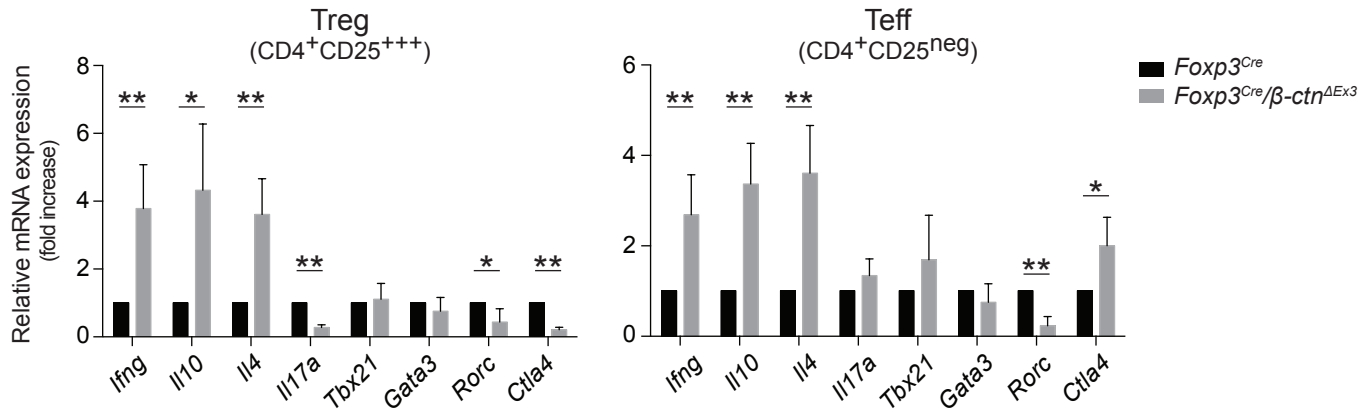 Treg
(CD4+CD25+++)
Teff
(CD4+CD25neg)
Relative mRNA expression
(fold increase)
8
6
4
2
0
**
*
**
**
*
**
Ifng
Il10
Il4
Il17a
Tbx21
Gata3
Rorc
Ctla4
6
4
2
0
**
**
**
**
*
Ifng
Il10
Il4
Il17a
Tbx21
Gata3
Rorc
Ctla4
Foxp3Cre
Foxp3Cre/β-ctnΔEx3